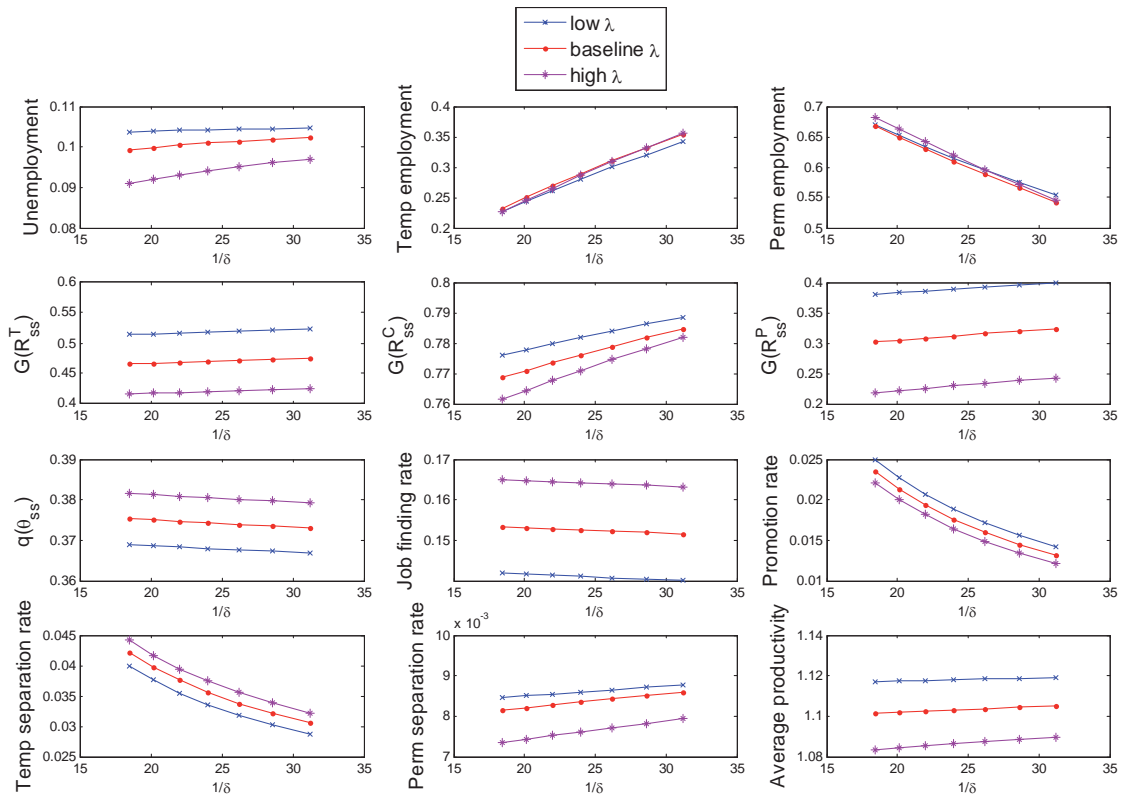 low λ
baseline λ
high λ
Unemployment
0.11
0.1
0.09
0.08
15 20 25 30 35
1/δ
Temp employment
0.4
0.35
0.3
0.25
0.2
15 20 25 30 35
1/δ
Perm employment
0.7
0.65
0.6
0.55
0.5
15 20 25 30 35
1/δ
G(R^T_ss)
0.6
0.55
0.5
0.45
0.4
15 20 25 30 35
1/δ
G(R^C_ss)
0.8
0.79
0.78
0.77
0.76
15 20 25 30 35
1/δ
G(R^P_ss)
0.4
0.3
0.2
15 20 25 30 35
1/δ
q(θ_ss)
0.39
0.38
0.37
0.36
15 20 25 30 35
1/δ
Job finding rate
0.17
0.16
0.15
15 20 25 30 35
1/δ
Promotion rate
0.025
0.02
0.015
0.01
15 20 25 30 35
1/δ
Temp separation rate
0.045
0.04
0.035
0.03
0.025
15 20 25 30 35
1/δ
Perm separation rate
x 10^-3
10
9
8
7
15 20 25 30 35
1/δ
Average productivity
1.14
1.12
1.1
1.08
15 20 25 30 35
1/δ